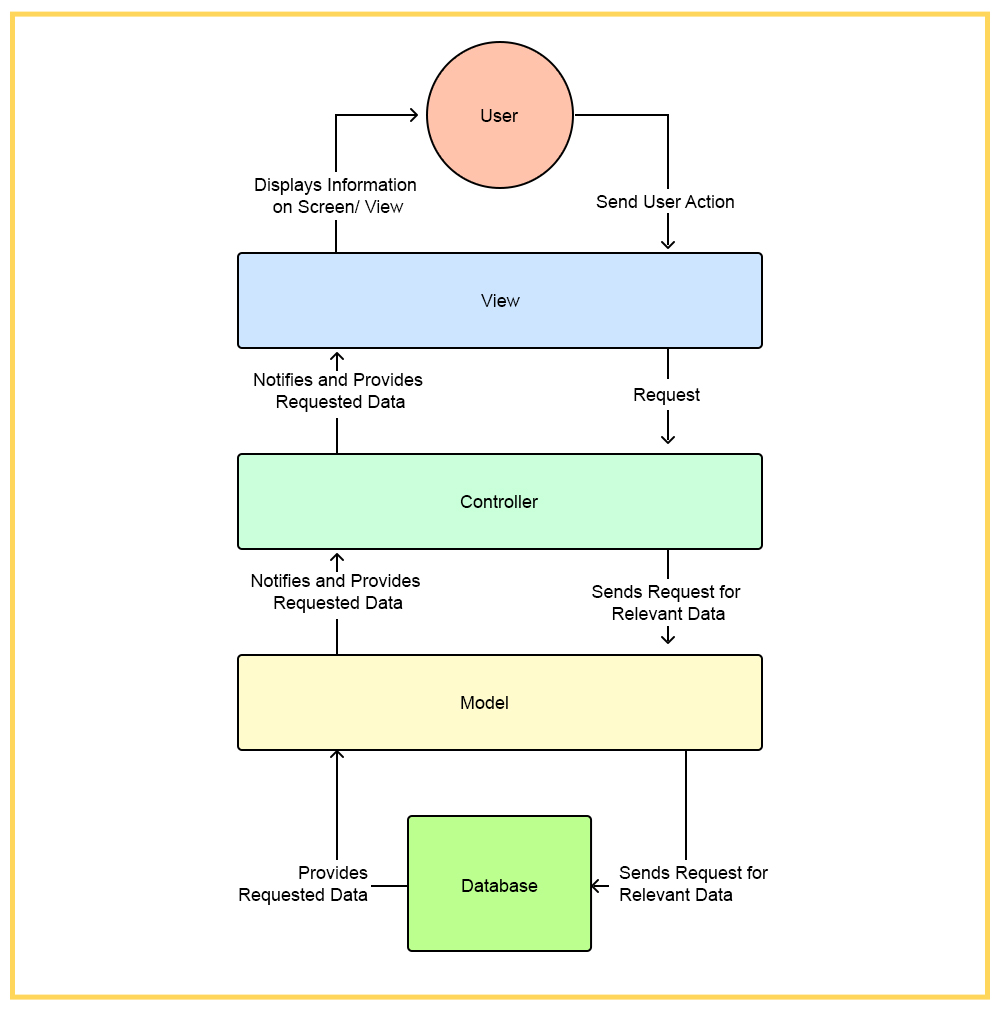 User
Displays Information
on Screen/ View
Send User Action
View
Notifies and Provides
Requested Data
Request
Controller
Notifies and Provides
Requested Data
Sends Request for
Relevant Data
Model
Provides
Requested Data
Database
Sends Request for
Relevant Data